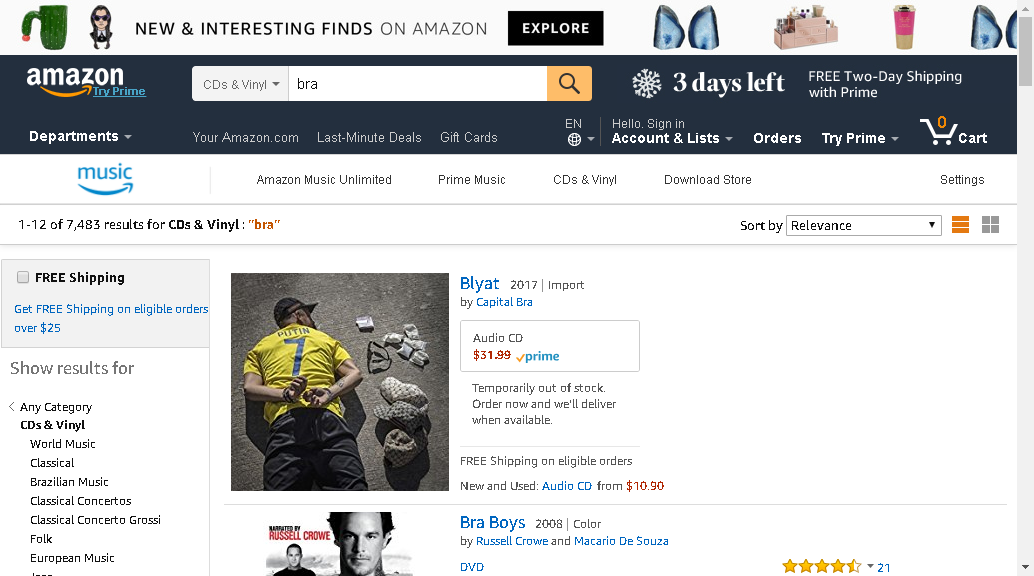 NEW & INTERESTING FINDS ON AMAZON EXPLORE
amazon Try Prime
CDs & Vinyl bra
3 days left FREE Two-Day Shipping with Prime
Departments Your Amazon.com Last-Minute Deals Gift Cards EN Hello. Sign in Account & Lists Orders Try Prime 0 Cart
music Amazon Music Unlimited Prime Music CDs & Vinyl Download Store Settings
1-12 of 7,483 results for CDs & Vinyl : "bra" Sort by Relevance
FREE Shipping
Get FREE Shipping on eligible orders
over $25
Show results for
Any Category
CDs & Vinyl
World Music
Classical
Brazilian Music
Classical Concertos
Classical Concerto Grossi
Folk
European Music
PUTIN
7
Blyat 2017 | Import
by Capital Bra
Audio CD
$31.99 prime
Temporarily out of stock.
Order now and we'll deliver
when available.
FREE Shipping on eligible orders
New and Used: Audio CD from $10.90
NARRATED BY
RUSSELL CROWE
Bra Boys 2008 | Color
by Russell Crowe and Macario De Souza
DVD 21